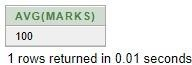 AVG(MARKS)
100
1 rows returned in 0.01 seconds